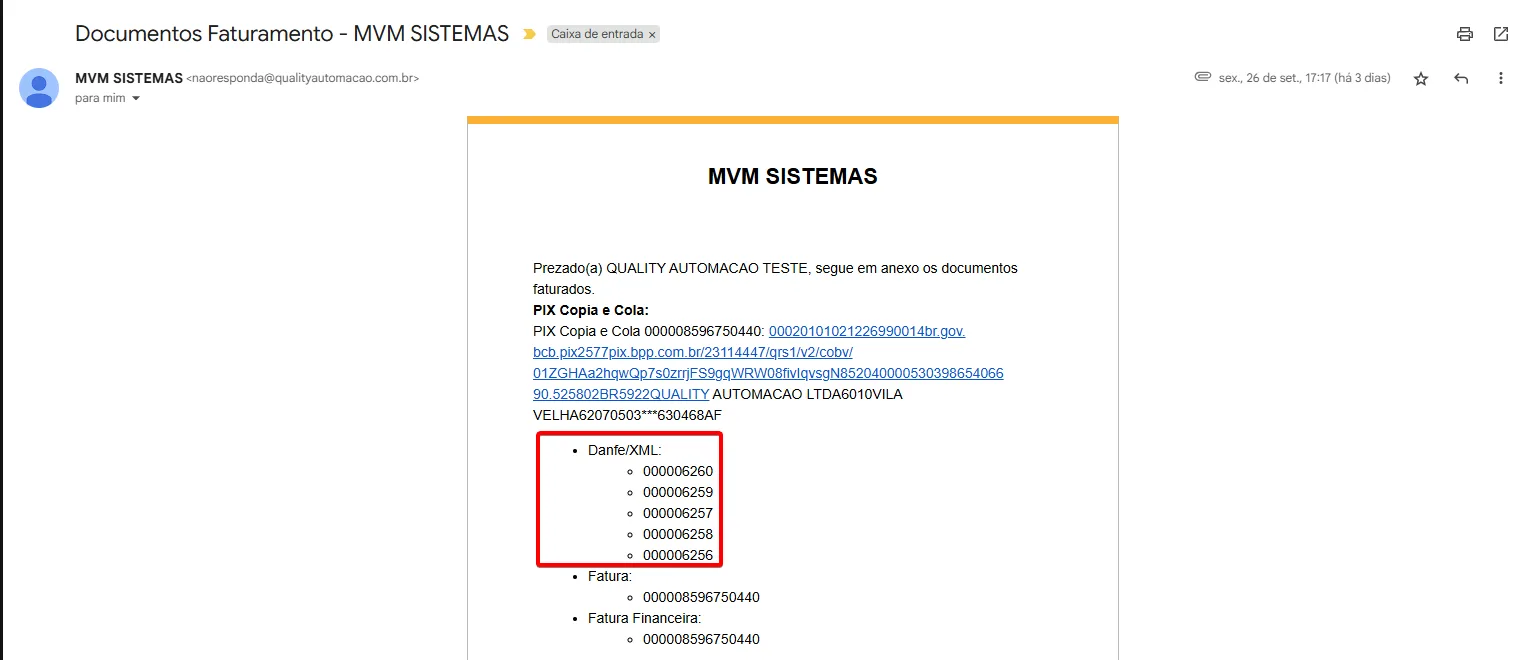 Documentos Faturamento - MVM SISTEMAS Caixa de entrada ×
MVM SISTEMAS <naoresponda@qualityautomacao.com.br> sex., 26 de set., 17:17 (há 3 dias)
para mim
MVM SISTEMAS
Prezado(a) QUALITY AUTOMACAO TESTE, segue em anexo os documentos
faturados.
PIX Copia e Cola:
PIX Copia e Cola 000008596750440: 00020101021226990014br.gov.
bcb.pix2577pix.bpp.com.br/23114447/qrs1/v2/cobv/
01ZGHAa2hqwQp7s0zrrjFS9gqWRW08fivIqvsgN852040000530398654066
90.525802BR5922QUALITY AUTOMACAO LTDA6010VILA
VELHA62070503***630468AF
• Danfe/XML:
◦ 000006260
◦ 000006259
◦ 000006257
◦ 000006258
◦ 000006256
• Fatura:
◦ 000008596750440
• Fatura Financeira:
◦ 000008596750440